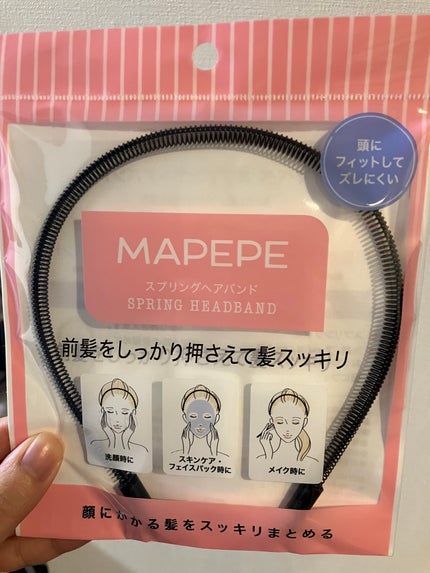 頭に
フィットして
ズレにくい
MAPEPE
スプリングヘアバンド
SPRING HEADBAND
前髪をしっかり押さえて髪スッキリ
洗顔時に
スキンケア・
フェイスパック時に
メイク時に
顔にかかる髪をスッキリまとめる